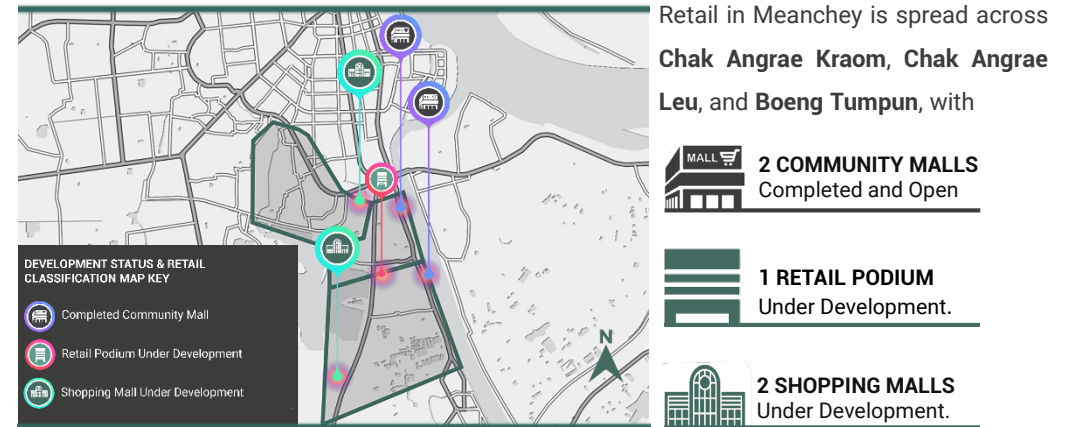 Retail in Meanchey is spread across
Chak Angrae Kraom, Chak Angrae
Leu, and Boeng Tumpun, with
MALL
2 COMMUNITY MALLS
Completed and Open
1 RETAIL PODIUM
Under Development.
2 SHOPPING MALLS
Under Development.
N
DEVELOPMENT STATUS & RETAIL
CLASSIFICATION MAP KEY
Completed Community Mall
Retail Podium Under Development
Shopping Mall Under Development